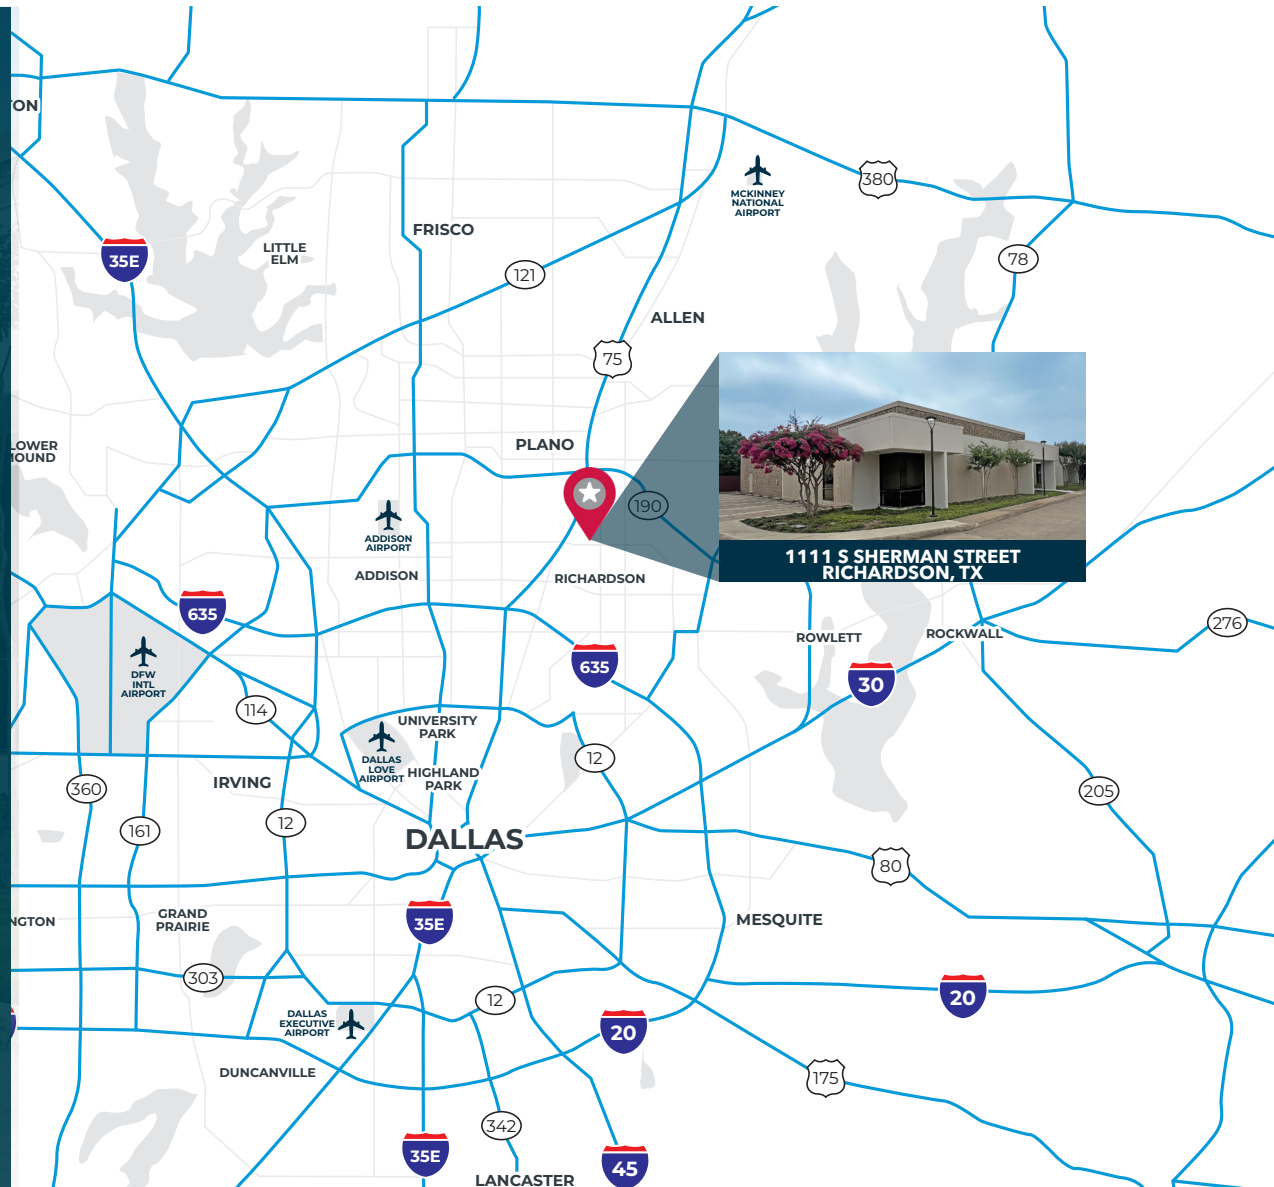 TON
380
MCKINNEY
NATIONAL
AIRPORT
FRISCO
LITTLE
ELM
35E
121
78
ALLEN
75
PLANO
LOWER
MOUND
190
ADDISON
AIRPORT
ADDISON
RICHARDSON
1111 S SHERMAN STREET
RICHARDSON, TX
635
276
ROWLETT
ROCKWALL
635
30
DFW
INTL
AIRPORT
114
UNIVERSITY
PARK
DALLAS
LOVE
AIRPORT
HIGHLAND
PARK
12
IRVING
360
161
12
205
DALLAS
80
NGTON
GRAND
PRAIRIE
35E
MESQUITE
303
12
20
DALLAS
EXECUTIVE
AIRPORT
20
DUNCANVILLE
175
342
35E
45
LANCASTER